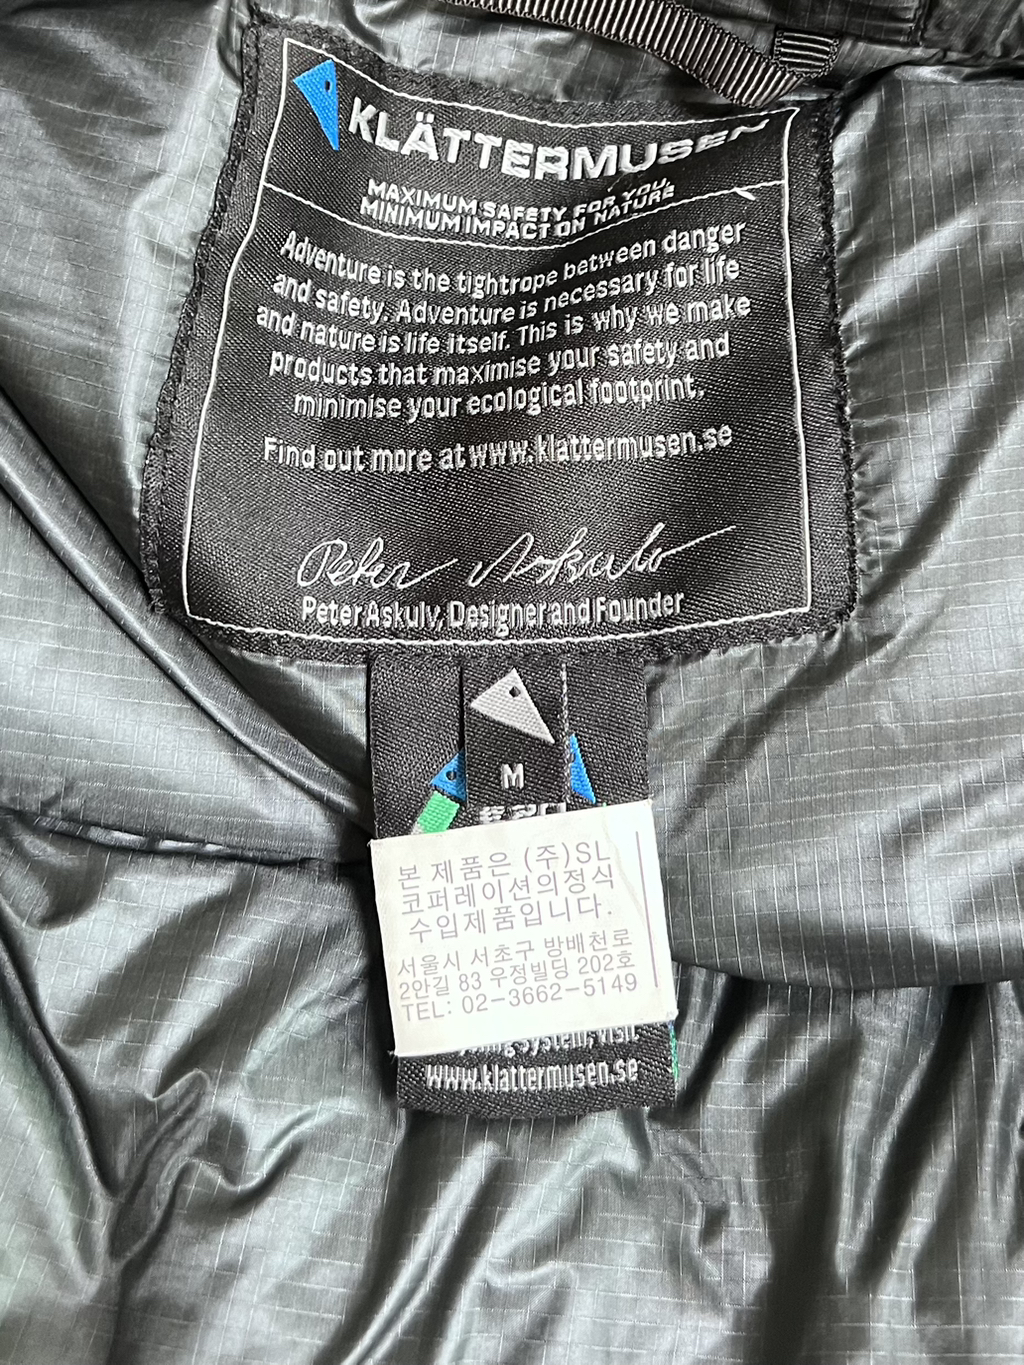 KLÄTTERMUSEN
MAXIMUM SAFETY FOR YOU,
MINIMUM IMPACT ON NATURE
Adventure is the tightrope between danger
and safety. Adventure is necessary for life
and nature is life itself. This is why we make
products that maximise your safety and
minimise your ecological footprint.
Find out more at www.klattermusen.se
Peter Askulv
Peter Askulv, Designer and Founder
M
본 제품은 (주)SL
코퍼레이션의정식
수입제품입니다.
서울시 서초구 방배천로
2안길 83 우정빌딩 202호
TEL: 02-3662-5149
system, visit
www.klattermusen.se